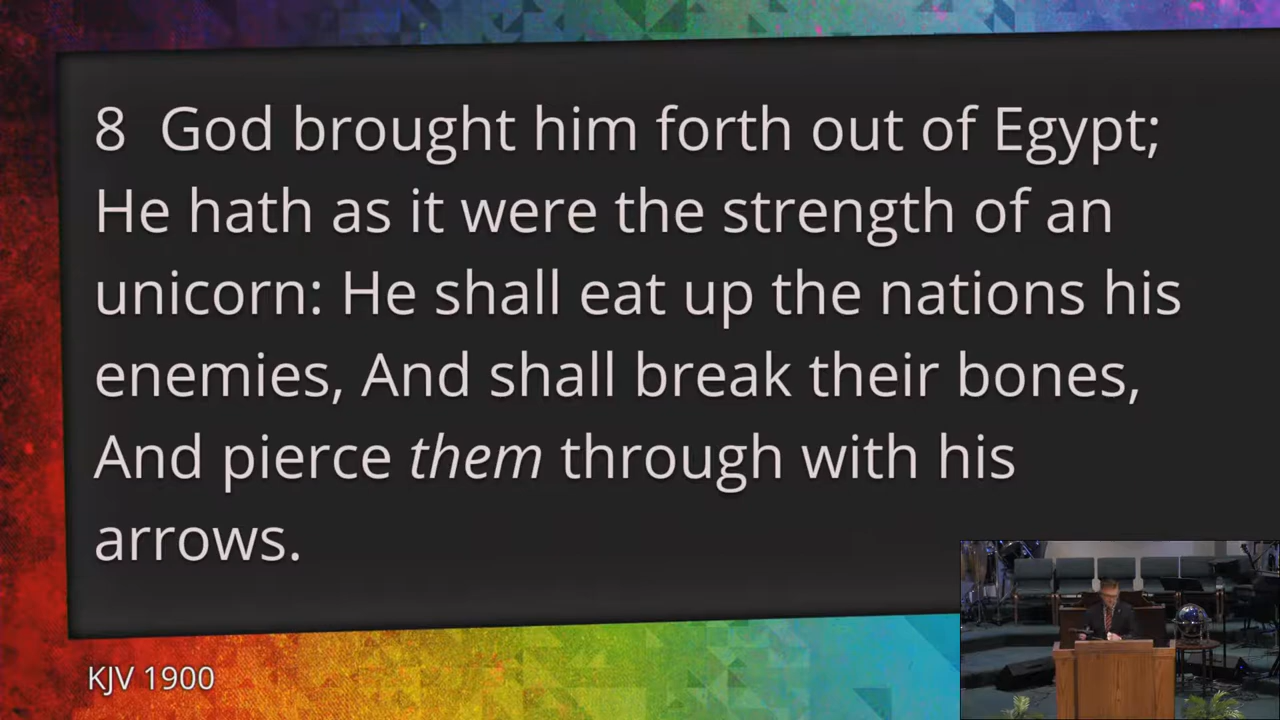 8 God brought him forth out of Egypt;
He hath as it were the strength of an
unicorn: He shall eat up the nations his
enemies, And shall break their bones,
And pierce them through with his
arrows.
KJV 1900